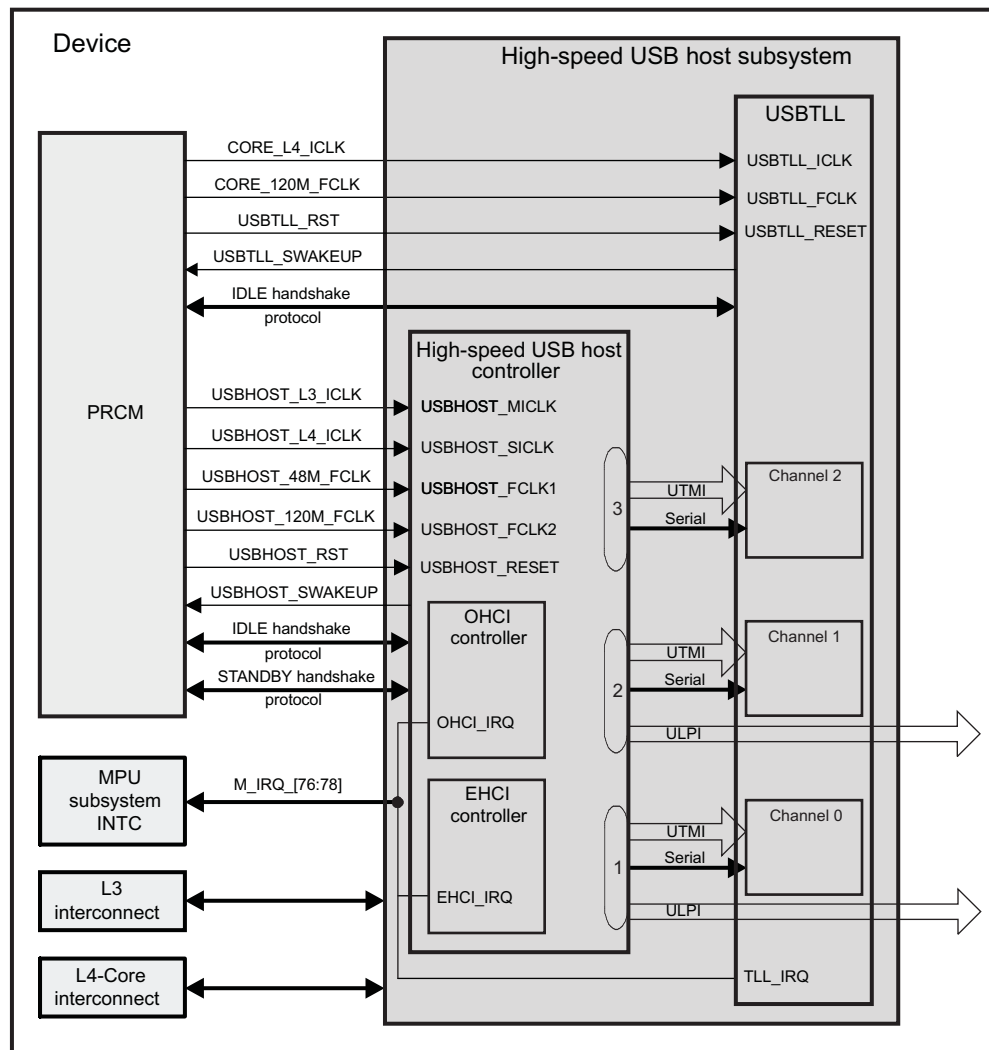 Device
High-speed USB host subsystem
USBTLL
CORE_L4_ICLK
USBTLL_ICLK
CORE_120M_FCLK
USBTLL_FCLK
USBTLL_RST
USBTLL_RESET
USBTLL_SWAKEUP
IDLE handshake
protocol
High-speed USB host
controller
PRCM
USBHOST_L3_ICLK
USBHOST_MICLK
USBHOST_L4_ICLK
USBHOST_SICLK
USBHOST_48M_FCLK
USBHOST_FCLK1
USBHOST_120M_FCLK
USBHOST_FCLK2
USBHOST_RST
USBHOST_RESET
USBHOST_SWAKEUP
IDLE handshake
protocol
STANDBY handshake
protocol
3
UTMI
Serial
Channel 2
OHCI
controller
OHCI_IRQ
2
UTMI
Serial
ULPI
Channel 1
MPU
subsystem
INTC
M_IRQ_[76:78]
EHCI
controller
EHCI_IRQ
1
UTMI
Serial
ULPI
Channel 0
L3
interconnect
L4-Core
interconnect
TLL_IRQ